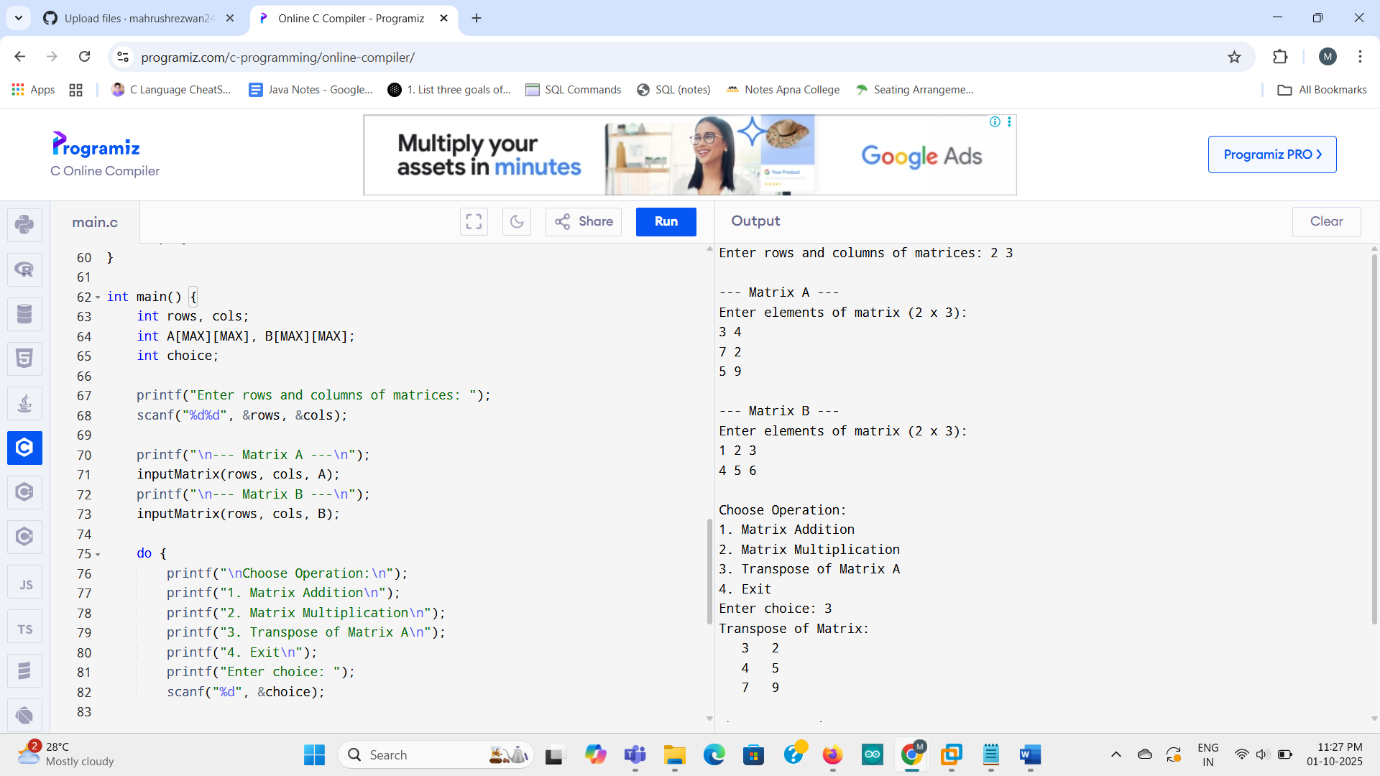 Upload files · mahrushrezwan24
Online C Compiler - Programiz
programiz.com/c-programming/online-compiler/
M
Apps
C Language CheatS...
Java Notes - Google...
1. List three goals of...
SQL Commands
SQL (notes)
Notes Apna College
Seating Arrangeme...
All Bookmarks
Programiz
C Online Compiler
Multiply your
assets in minutes
Google Ads
Programiz PRO >
main.c
Share
Run
Output
Clear
60 }
61
62 int main() {
63 int rows, cols;
64 int A[MAX][MAX], B[MAX][MAX];
65 int choice;
66
67 printf("Enter rows and columns of matrices: ");
68 scanf("%d%d", &rows, &cols);
69
70 printf("\n--- Matrix A ---\n");
71 inputMatrix(rows, cols, A);
72 printf("\n--- Matrix B ---\n");
73 inputMatrix(rows, cols, B);
74
75 do {
76 printf("\nChoose Operation:\n");
77 printf("1. Matrix Addition\n");
78 printf("2. Matrix Multiplication\n");
79 printf("3. Transpose of Matrix A\n");
80 printf("4. Exit\n");
81 printf("Enter choice: ");
82 scanf("%d", &choice);
83
Enter rows and columns of matrices: 2 3
--- Matrix A ---
Enter elements of matrix (2 x 3):
3 4
7 2
5 9
--- Matrix B ---
Enter elements of matrix (2 x 3):
1 2 3
4 5 6
Choose Operation:
1. Matrix Addition
2. Matrix Multiplication
3. Transpose of Matrix A
4. Exit
Enter choice: 3
Transpose of Matrix:
3 2
4 5
7 9
JS
TS
2
28°C
Mostly cloudy
Search
ENG
IN
11:27 PM
01-10-2025